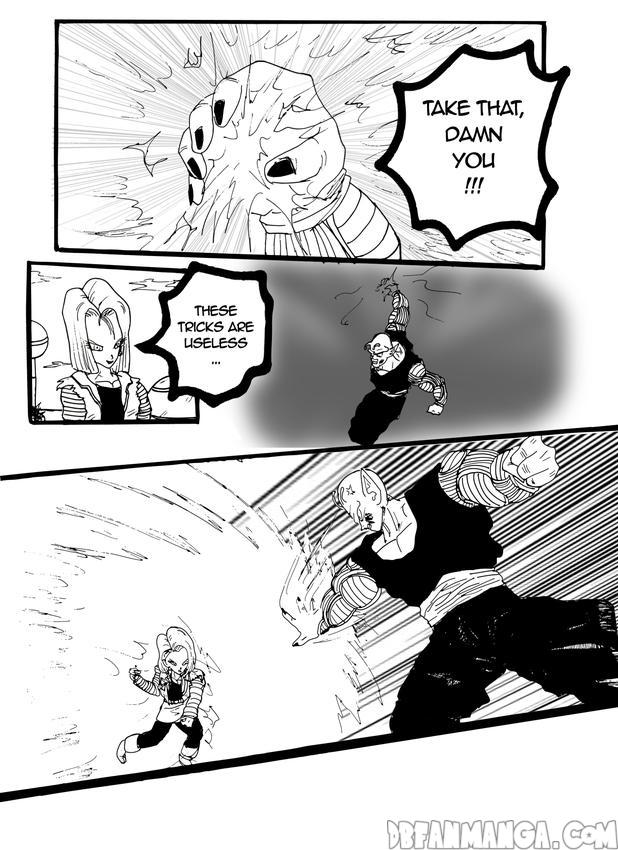 TAKE THAT,
DAMN
YOU
!!!
THESE
TRICKS ARE
USELESS
...
DBFANMANGA.COM